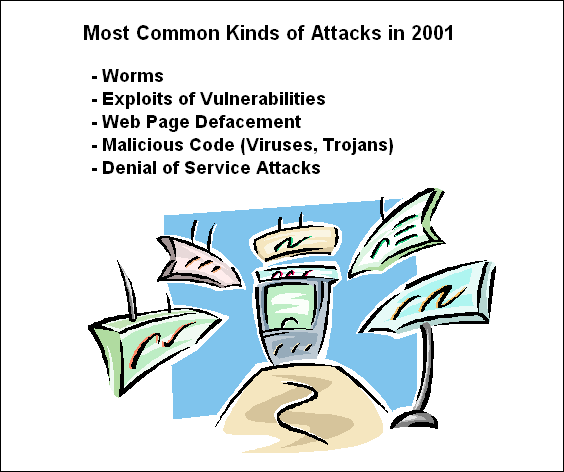 Most Common Kinds of Attacks in 2001
- Worms
- Exploits of Vulnerabilities
- Web Page Defacement
- Malicious Code (Viruses, Trojans)
- Denial of Service Attacks